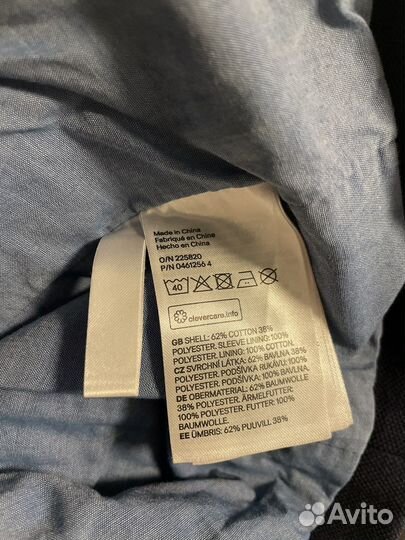 Made in China
Fabriqué en China
Hecho en China
O/N 225820
P/N 0461256 4
40
clevercare.info
GB SHELL: 62% COTTON 38%
POLYESTER. SLEEVE LINING: 100%
POLYESTER. LINING: 100% COTTON.
CZ SVRCHNÍ LÁTKA: 62% BAVLNA 38%
POLYESTER. PODŠÍVKA RUKÁVU: 100%
POLYESTER. PODŠÍVKA: 100% BAVLNA
DE OBERMATERIAL: 62% BAUMWOLLE
38% POLYESTER. ÄRMELFUTTER: 100%
POLYESTER. FUTTER: 100%
BAUMWOLLE.
EE ÜMBRIS: 62% PUUVILL 38%
Avito